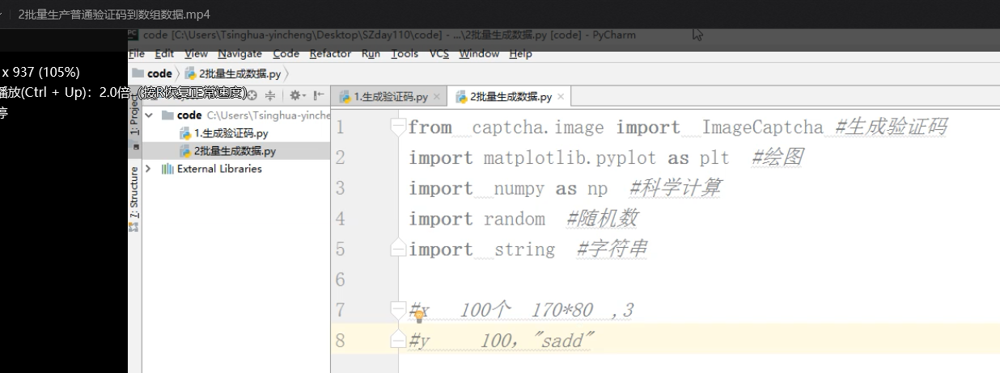 2批量生产普通验证码到数组数据.mp4
code [C:\Users\Tsinghua-yincheng\Desktop\SZday110\code] - ...\2批量生成数据.py [code] - PyCharm
File Edit View Navigate Code Refactor Run Tools VCS Window Help
x 937 (105%)
code 2批量生成数据.py
播放(Ctrl + Up): 2.0倍 (按R恢复正常速度)
1.生成验证码.py 2批量生成数据.py
停
1: Project
code C:\Users\Tsinghua-yinche
1.生成验证码.py
2批量生成数据.py
External Libraries
7: Structure
1 from captcha.image import ImageCaptcha #生成验证码
2 import matplotlib.pyplot as plt #绘图
3 import numpy as np #科学计算
4 import random #随机数
5 import string #字符串
6
7 #x 100个 170*80 ,3
8 #y 100, "sadd"